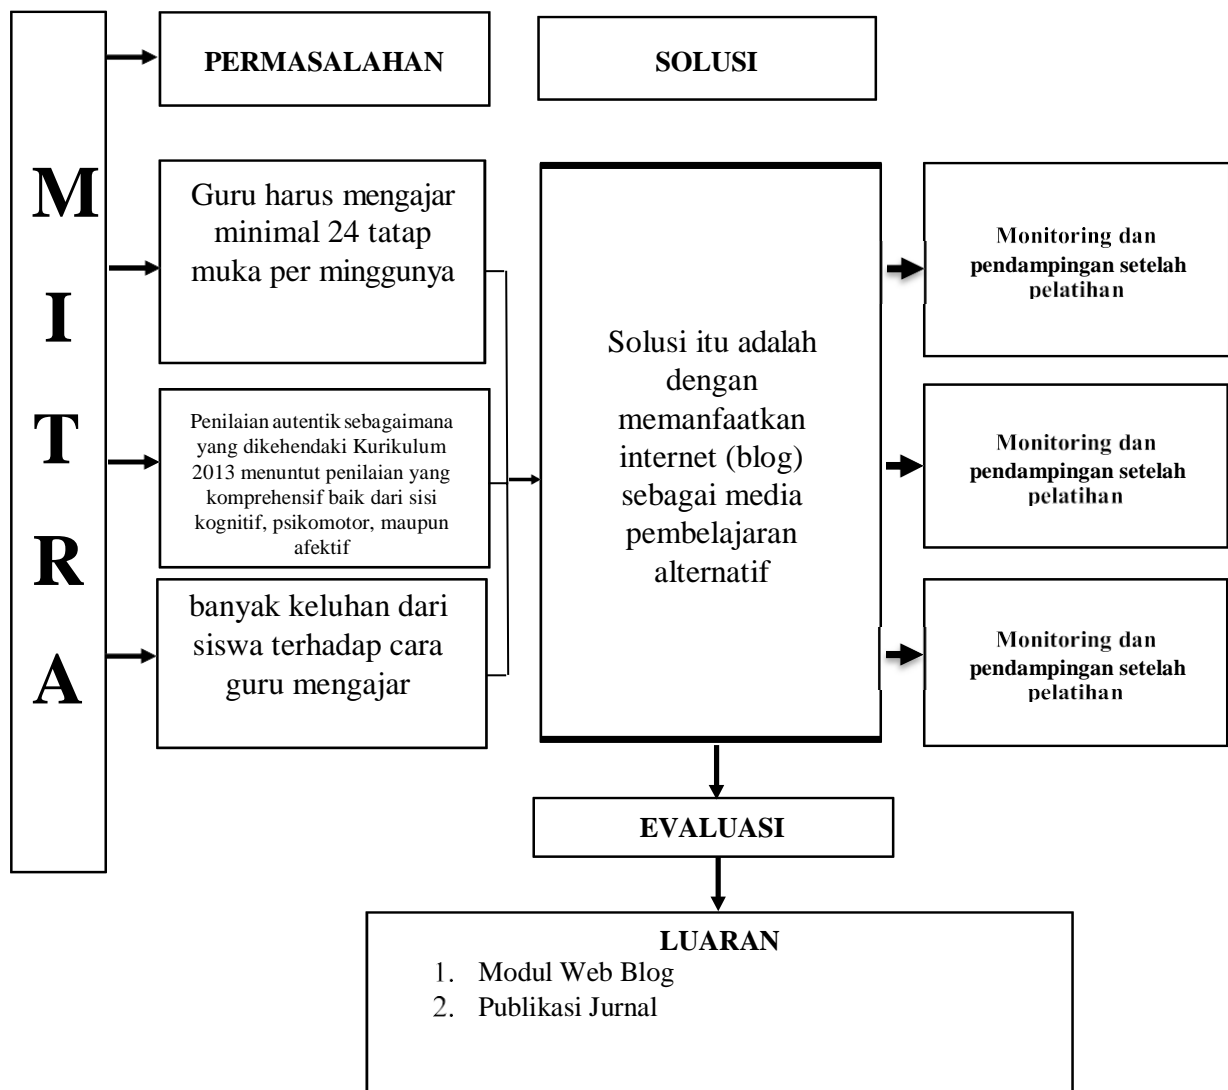 MITRA
PERMASALAHAN
SOLUSI
Guru harus mengajar
minimal 24 tatap
muka per minggunya
Penilaian autentik sebagaimana
yang dikehendaki Kurikulum
2013 menuntut penilaian yang
komprehensif baik dari sisi
kognitif, psikomotor, maupun
afektif
banyak keluhan dari
siswa terhadap cara
guru mengajar
Solusi itu adalah
dengan
memanfaatkan
internet (blog)
sebagai media
pembelajaran
alternatif
Monitoring dan
pendampingan setelah
pelatihan
Monitoring dan
pendampingan setelah
pelatihan
Monitoring dan
pendampingan setelah
pelatihan
EVALUASI
LUARAN
1. Modul Web Blog
2. Publikasi Jurnal